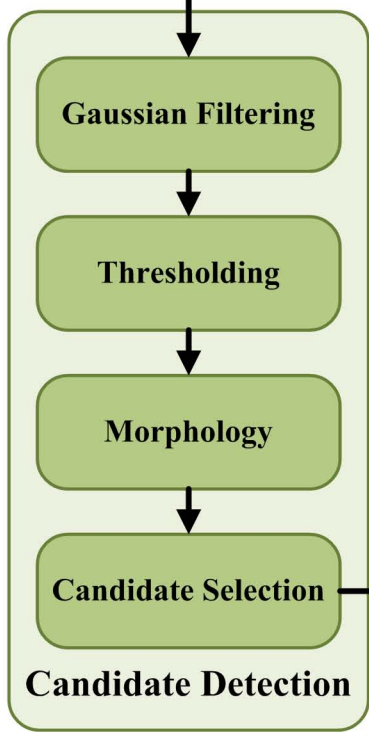 Gaussian Filtering
Thresholding
Morphology
Candidate Selection
Candidate Detection